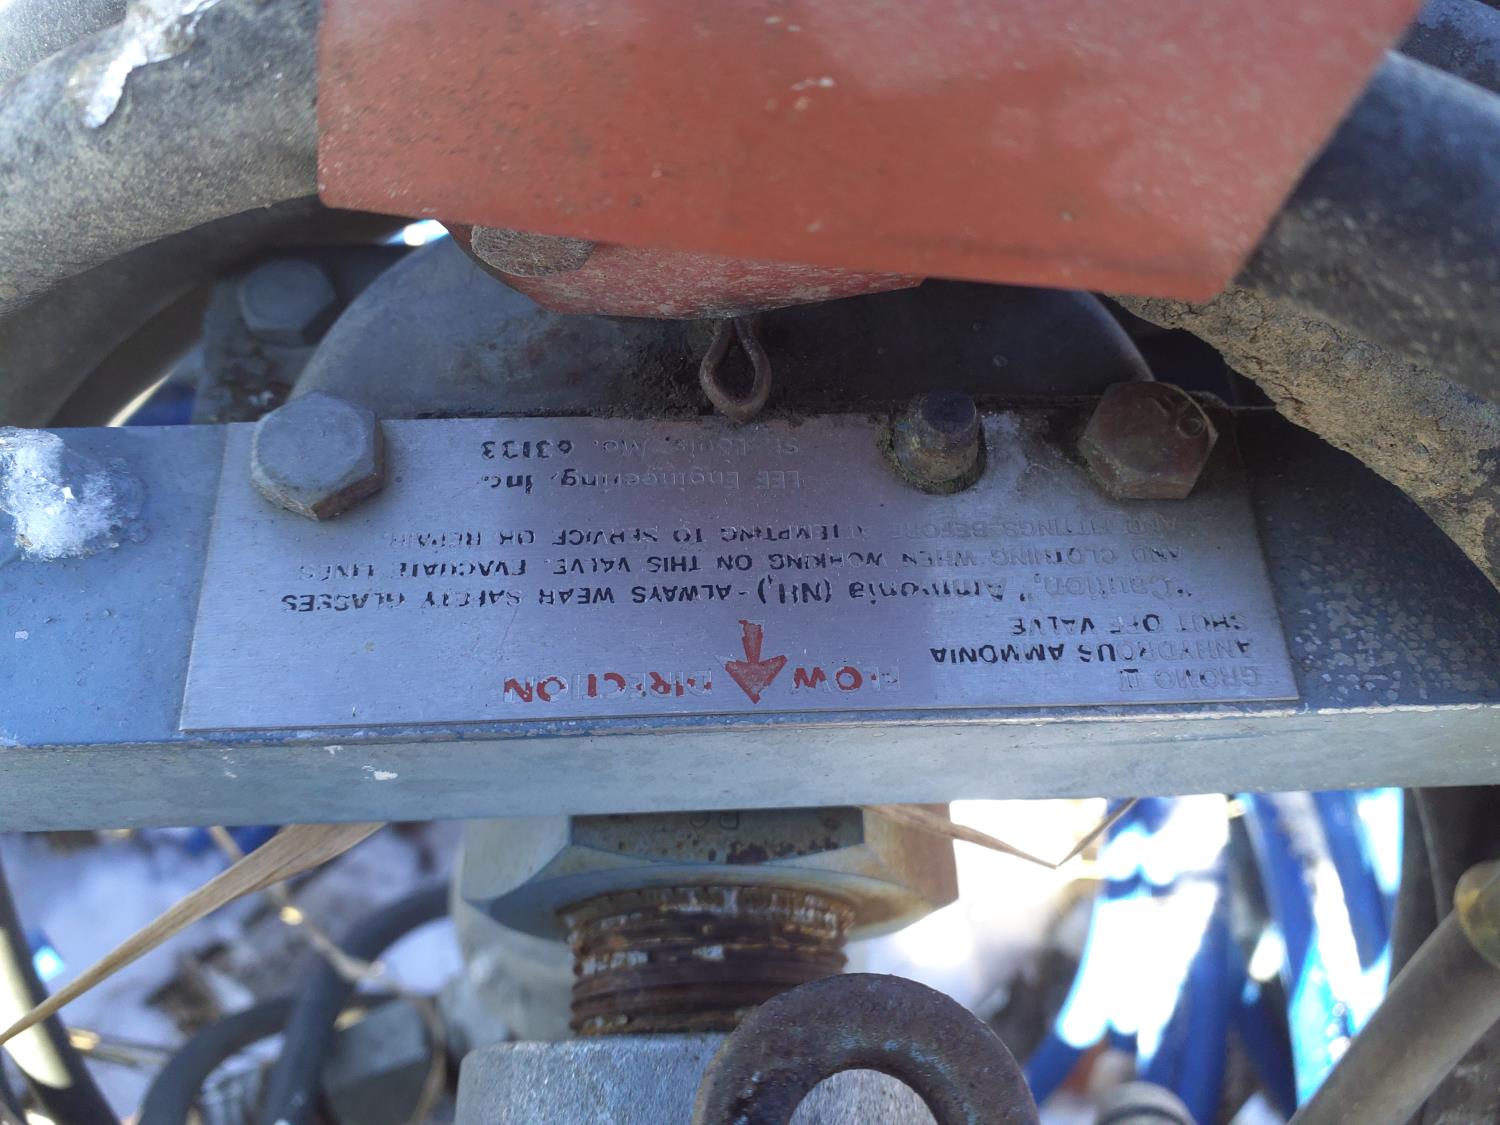 GROMO II
ANHYDROUS AMMONIA
SHUT OFF VALVE
FLOW DIRECTION
"Caution," Ammonia (NH₃) - ALWAYS WEAR SAFETY GLASSES
AND CLOTHING WHEN WORKING ON THIS VALVE. EVACUATE LINES
AND FITTINGS BEFORE ATTEMPTING TO SERVICE OR REPAIR.
LEE Engineering, Inc.
St. Louis, Mo. 63133